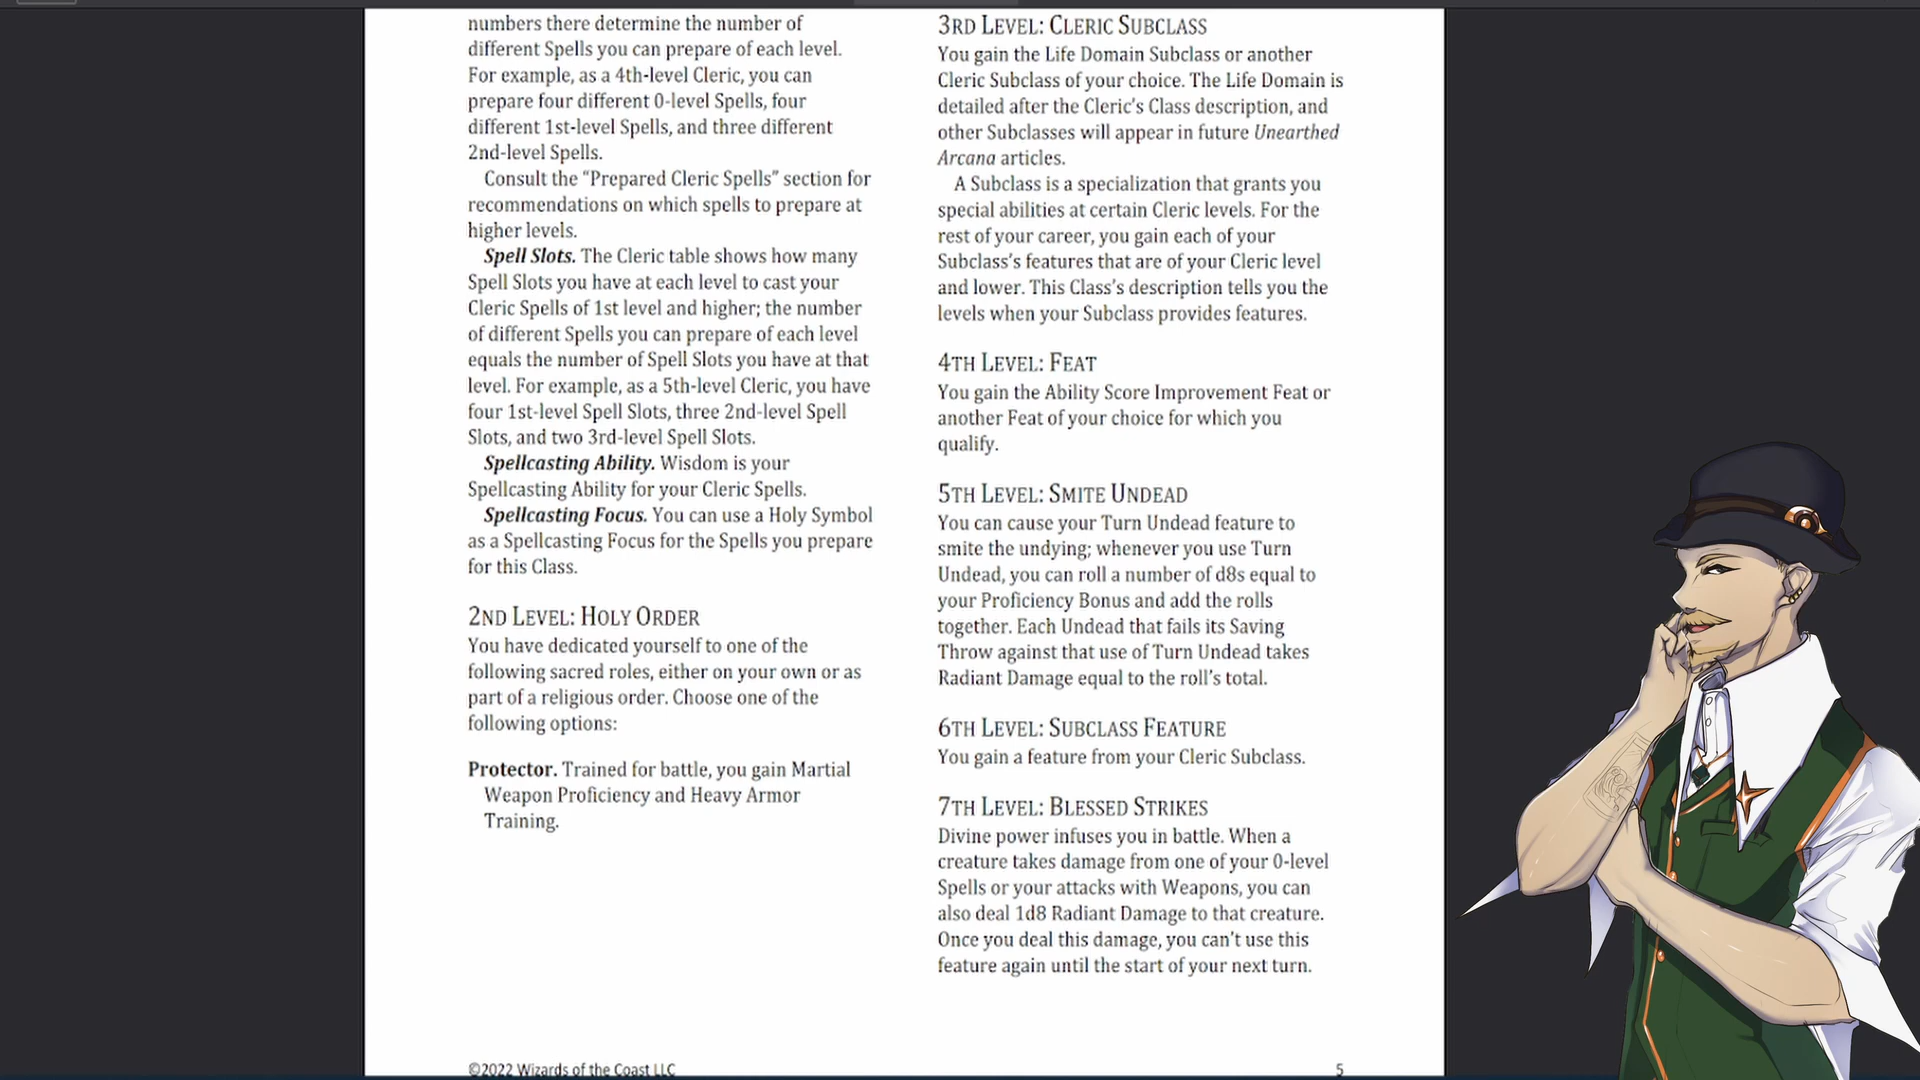 numbers there determine the number of
different Spells you can prepare of each level.
For example, as a 4th-level Cleric, you can
prepare four different 0-level Spells, four
different 1st-level Spells, and three different
2nd-level Spells.
Consult the “Prepared Cleric Spells” section for
recommendations on which spells to prepare at
higher levels.
Spell Slots. The Cleric table shows how many
Spell Slots you have at each level to cast your
Cleric Spells of 1st level and higher; the number
of different Spells you can prepare of each level
equals the number of Spell Slots you have at that
level. For example, as a 5th-level Cleric, you have
four 1st-level Spell Slots, three 2nd-level Spell
Slots, and two 3rd-level Spell Slots.
Spellcasting Ability. Wisdom is your
Spellcasting Ability for your Cleric Spells.
Spellcasting Focus. You can use a Holy Symbol
as a Spellcasting Focus for the Spells you prepare
for this Class.
2ND LEVEL: HOLY ORDER
You have dedicated yourself to one of the
following sacred roles, either on your own or as
part of a religious order. Choose one of the
following options:
Protector. Trained for battle, you gain Martial
Weapon Proficiency and Heavy Armor
Training.
3RD LEVEL: CLERIC SUBCLASS
You gain the Life Domain Subclass or another
Cleric Subclass of your choice. The Life Domain is
detailed after the Cleric’s Class description, and
other Subclasses will appear in future Unearthed
Arcana articles.
A Subclass is a specialization that grants you
special abilities at certain Cleric levels. For the
rest of your career, you gain each of your
Subclass’s features that are of your Cleric level
and lower. This Class’s description tells you the
levels when your Subclass provides features.
4TH LEVEL: FEAT
You gain the Ability Score Improvement Feat or
another Feat of your choice for which you
qualify.
5TH LEVEL: SMITE UNDEAD
You can cause your Turn Undead feature to
smite the undying; whenever you use Turn
Undead, you can roll a number of d8s equal to
your Proficiency Bonus and add the rolls
together. Each Undead that fails its Saving
Throw against that use of Turn Undead takes
Radiant Damage equal to the roll’s total.
6TH LEVEL: SUBCLASS FEATURE
You gain a feature from your Cleric Subclass.
7TH LEVEL: BLESSED STRIKES
Divine power infuses you in battle. When a
creature takes damage from one of your 0-level
Spells or your attacks with Weapons, you can
also deal 1d8 Radiant Damage to that creature.
Once you deal this damage, you can’t use this
feature again until the start of your next turn.
©2022 Wizards of the Coast LLC
5